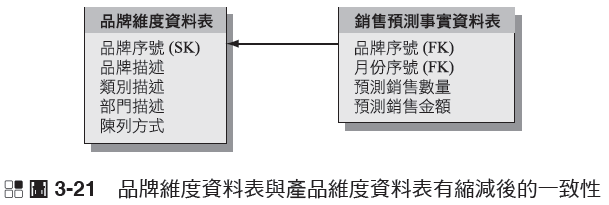 品牌維度資料表
品牌序號 (SK)
品牌描述
類別描述
部門描述
陳列方式
銷售預測事實資料表
品牌序號 (FK)
月份序號 (FK)
預測銷售數量
預測銷售金額
圖 3-21 品牌維度資料表與產品維度資料表有縮減後的一致性